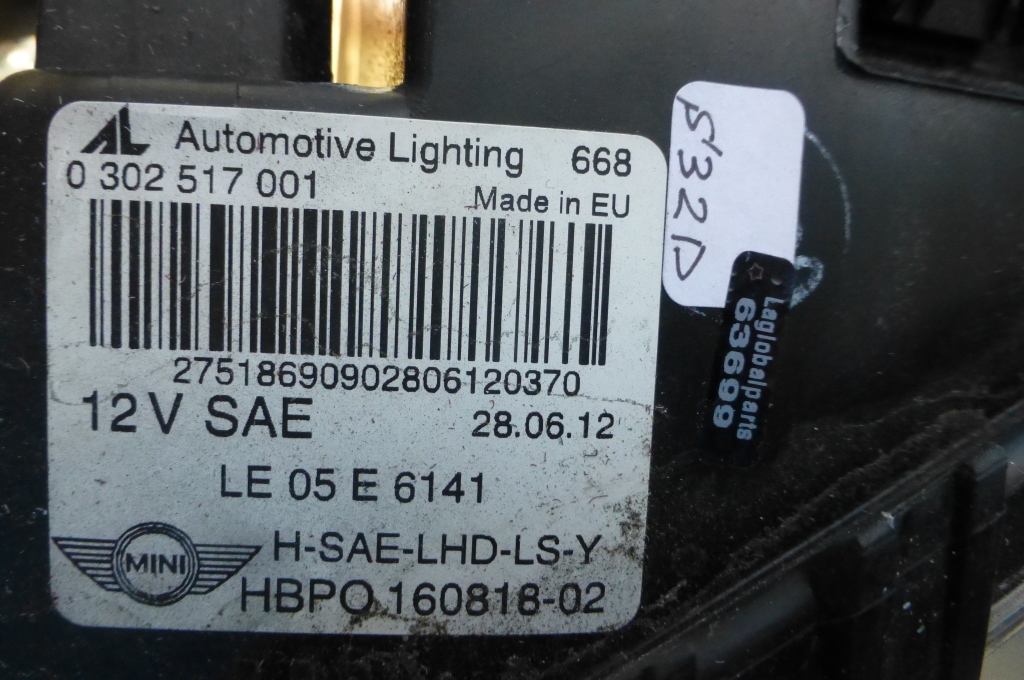 AL Automotive Lighting 668
0 302 517 001
Made in EU
27518690902806120370
12V SAE 28.06.12
LE 05 E 6141
MINI H-SAE-LHD-LS-Y
HBPO 160818-02
Laglobalparts
63699